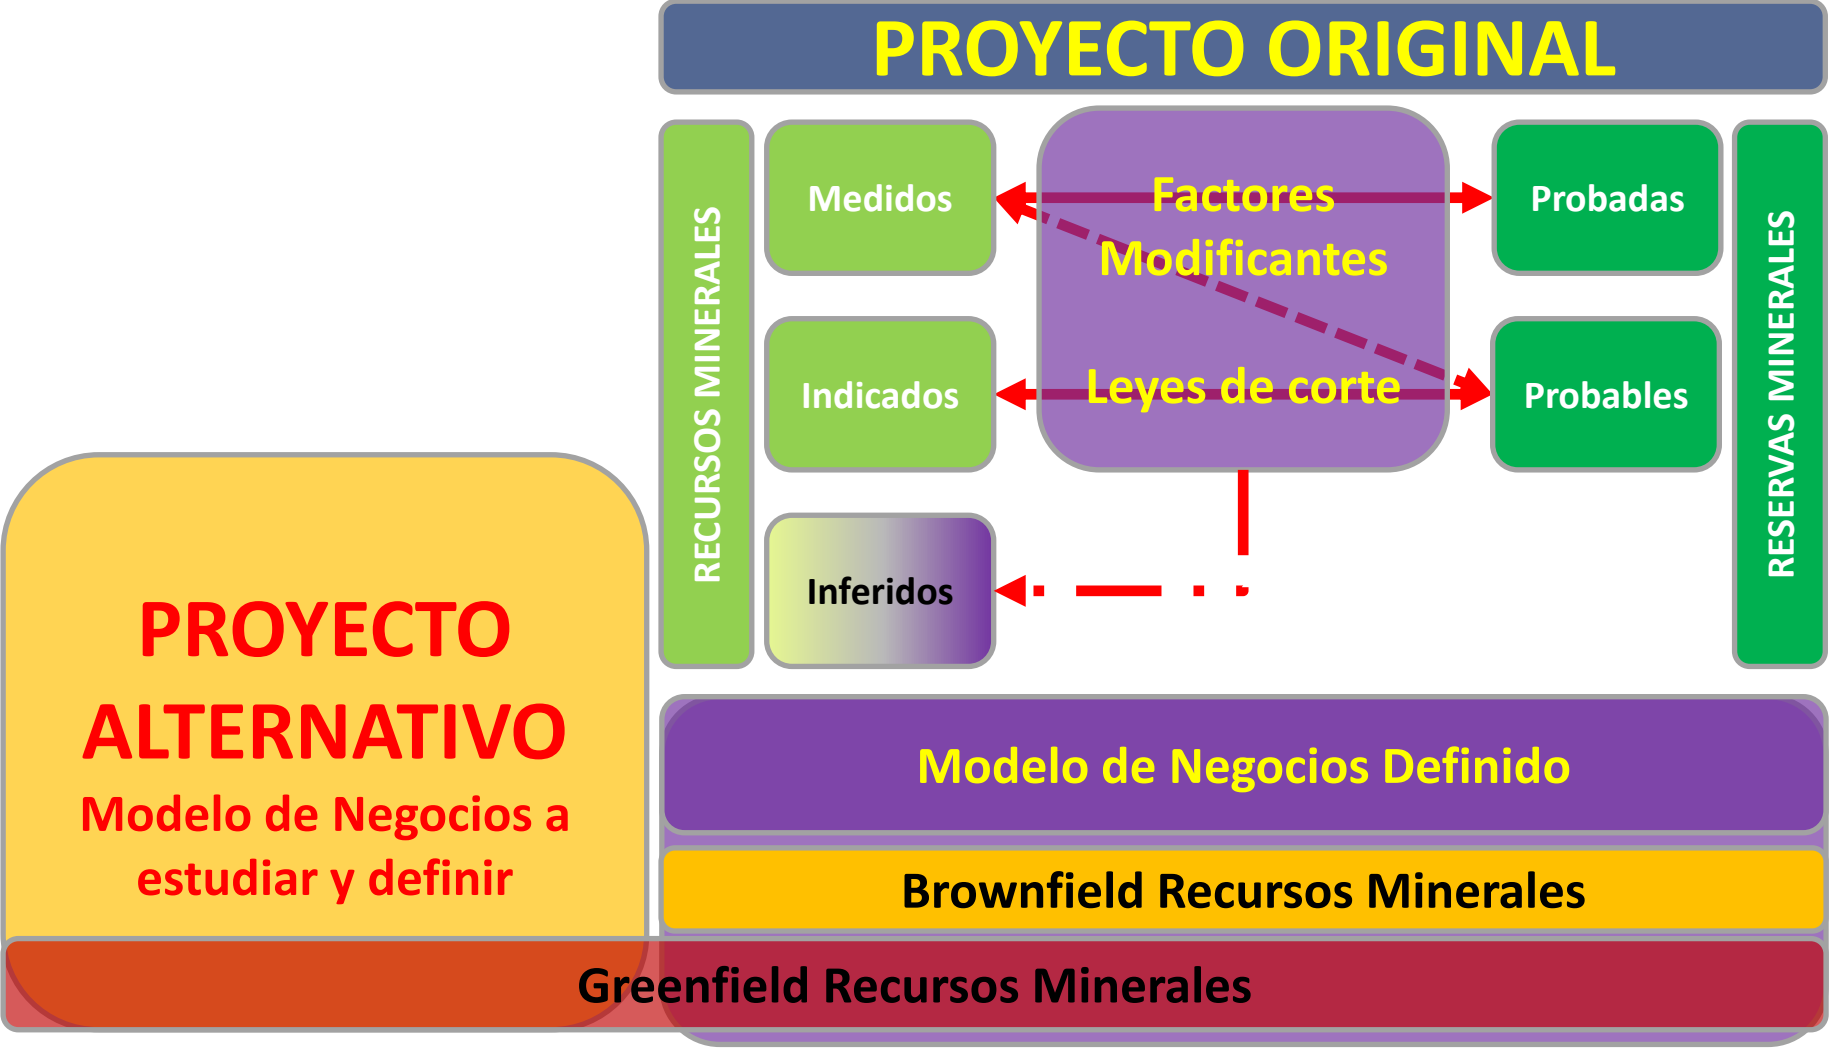 PROYECTO ORIGINAL
RECURSOS MINERALES
Medidos
Indicados
Inferidos
Factores
Modificantes
Leyes de corte
Probadas
Probables
RESERVAS MINERALES
PROYECTO
ALTERNATIVO
Modelo de Negocios a
estudiar y definir
Modelo de Negocios Definido
Brownfield Recursos Minerales
Greenfield Recursos Minerales